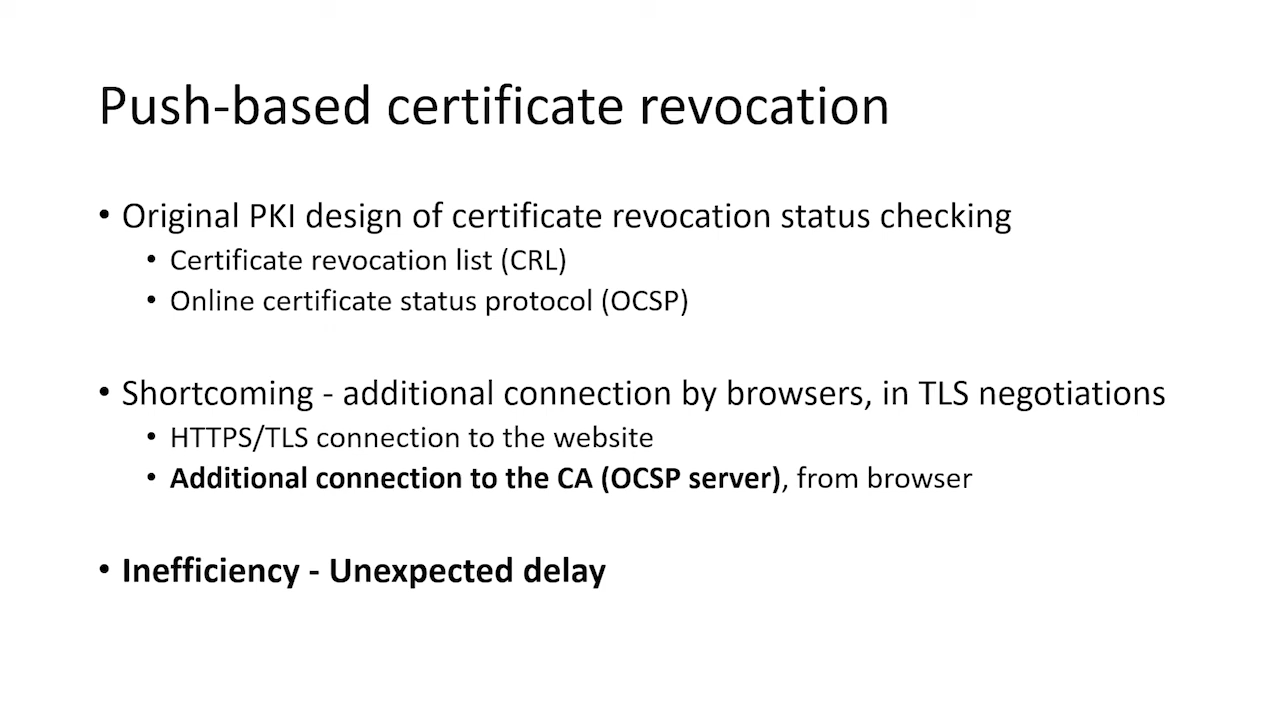 Push-based certificate revocation
• Original PKI design of certificate revocation status checking
• Certificate revocation list (CRL)
• Online certificate status protocol (OCSP)
• Shortcoming - additional connection by browsers, in TLS negotiations
• HTTPS/TLS connection to the website
• Additional connection to the CA (OCSP server), from browser
• Inefficiency - Unexpected delay